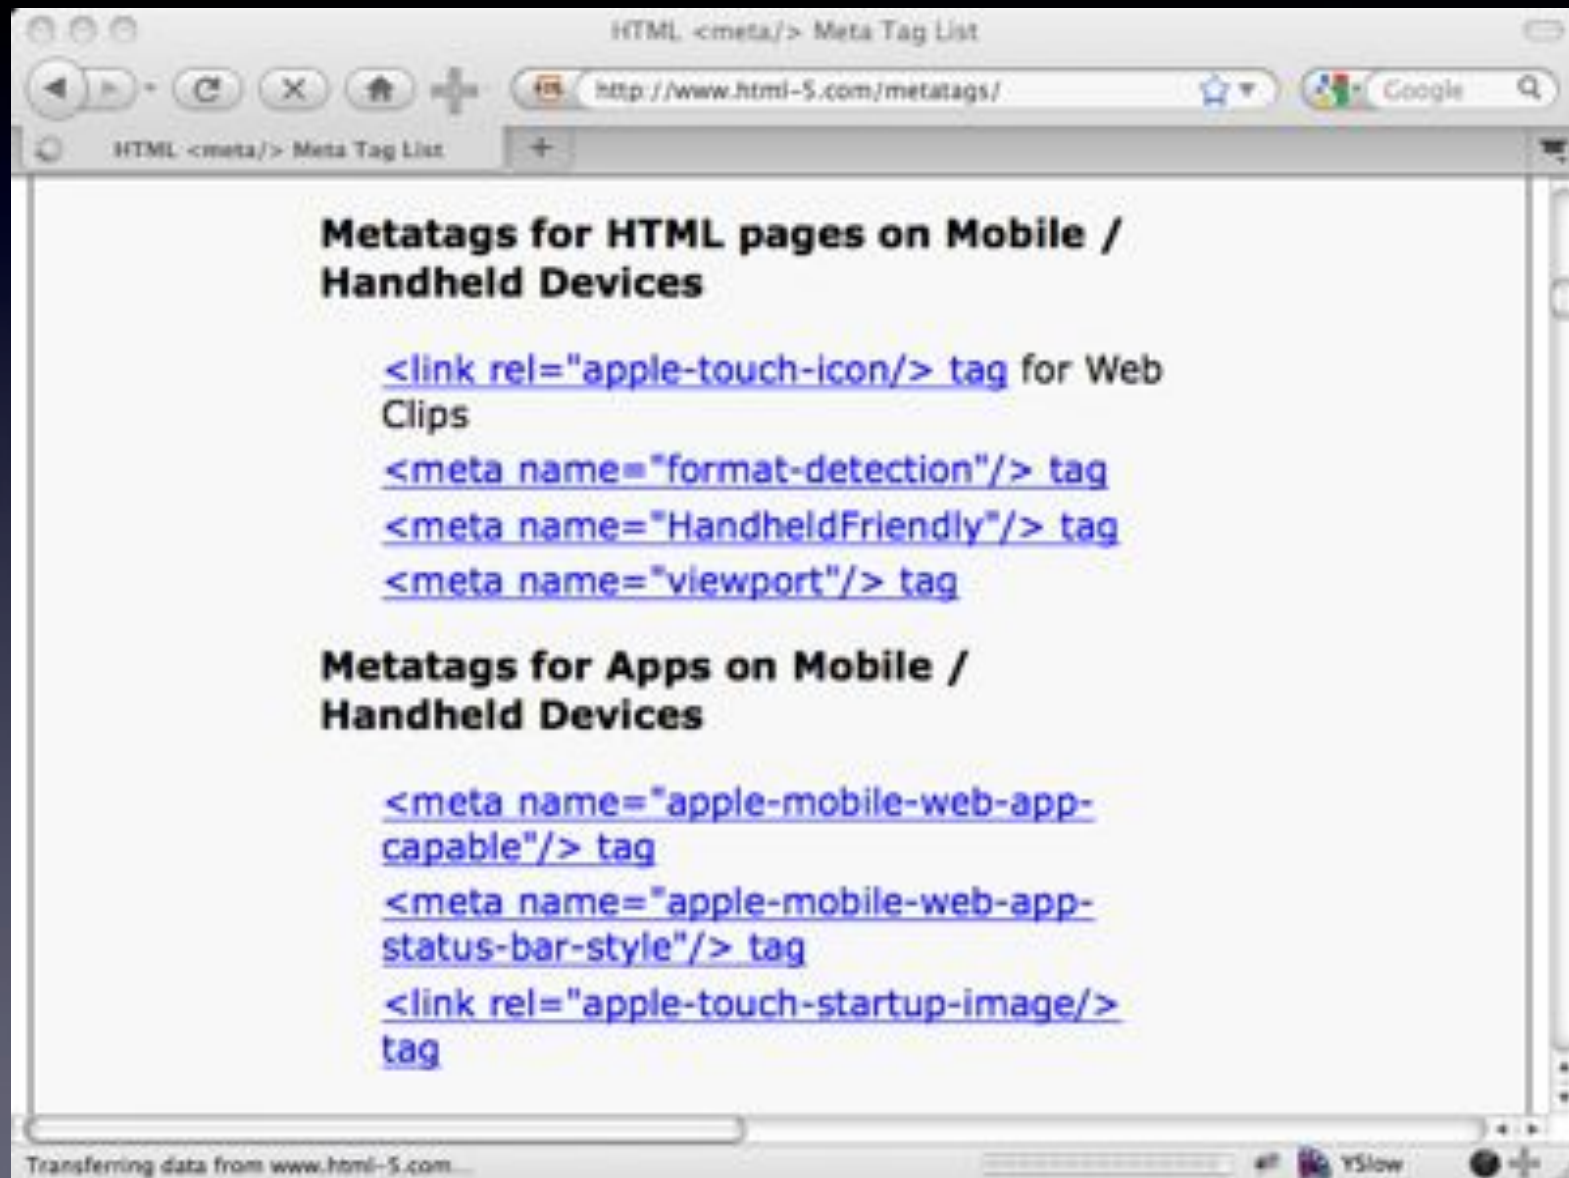 HTML <meta/> Meta Tag List
http://www.html-5.com/metatags/
Google
HTML <meta/> Meta Tag List
Metatags for HTML pages on Mobile /
Handheld Devices
<link rel="apple-touch-icon/> tag for Web
Clips
<meta name="format-detection"/> tag
<meta name="HandheldFriendly"/> tag
<meta name="viewport"/> tag
Metatags for Apps on Mobile /
Handheld Devices
<meta name="apple-mobile-web-app-
capable"/> tag
<meta name="apple-mobile-web-app-
status-bar-style"/> tag
<link rel="apple-touch-startup-image/>
tag
Transferring data from www.html-5.com...
YSlow